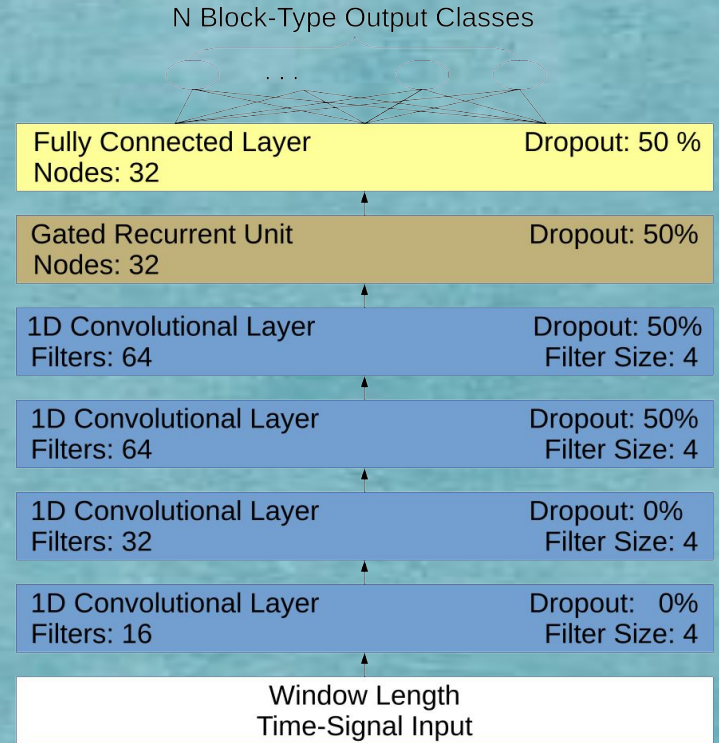 N Block-Type Output Classes
. . .
Fully Connected Layer Dropout: 50 %
Nodes: 32
Gated Recurrent Unit Dropout: 50%
Nodes: 32
1D Convolutional Layer Dropout: 50%
Filters: 64 Filter Size: 4
1D Convolutional Layer Dropout: 50%
Filters: 64 Filter Size: 4
1D Convolutional Layer Dropout: 0%
Filters: 32 Filter Size: 4
1D Convolutional Layer Dropout: 0%
Filters: 16 Filter Size: 4
Window Length
Time-Signal Input